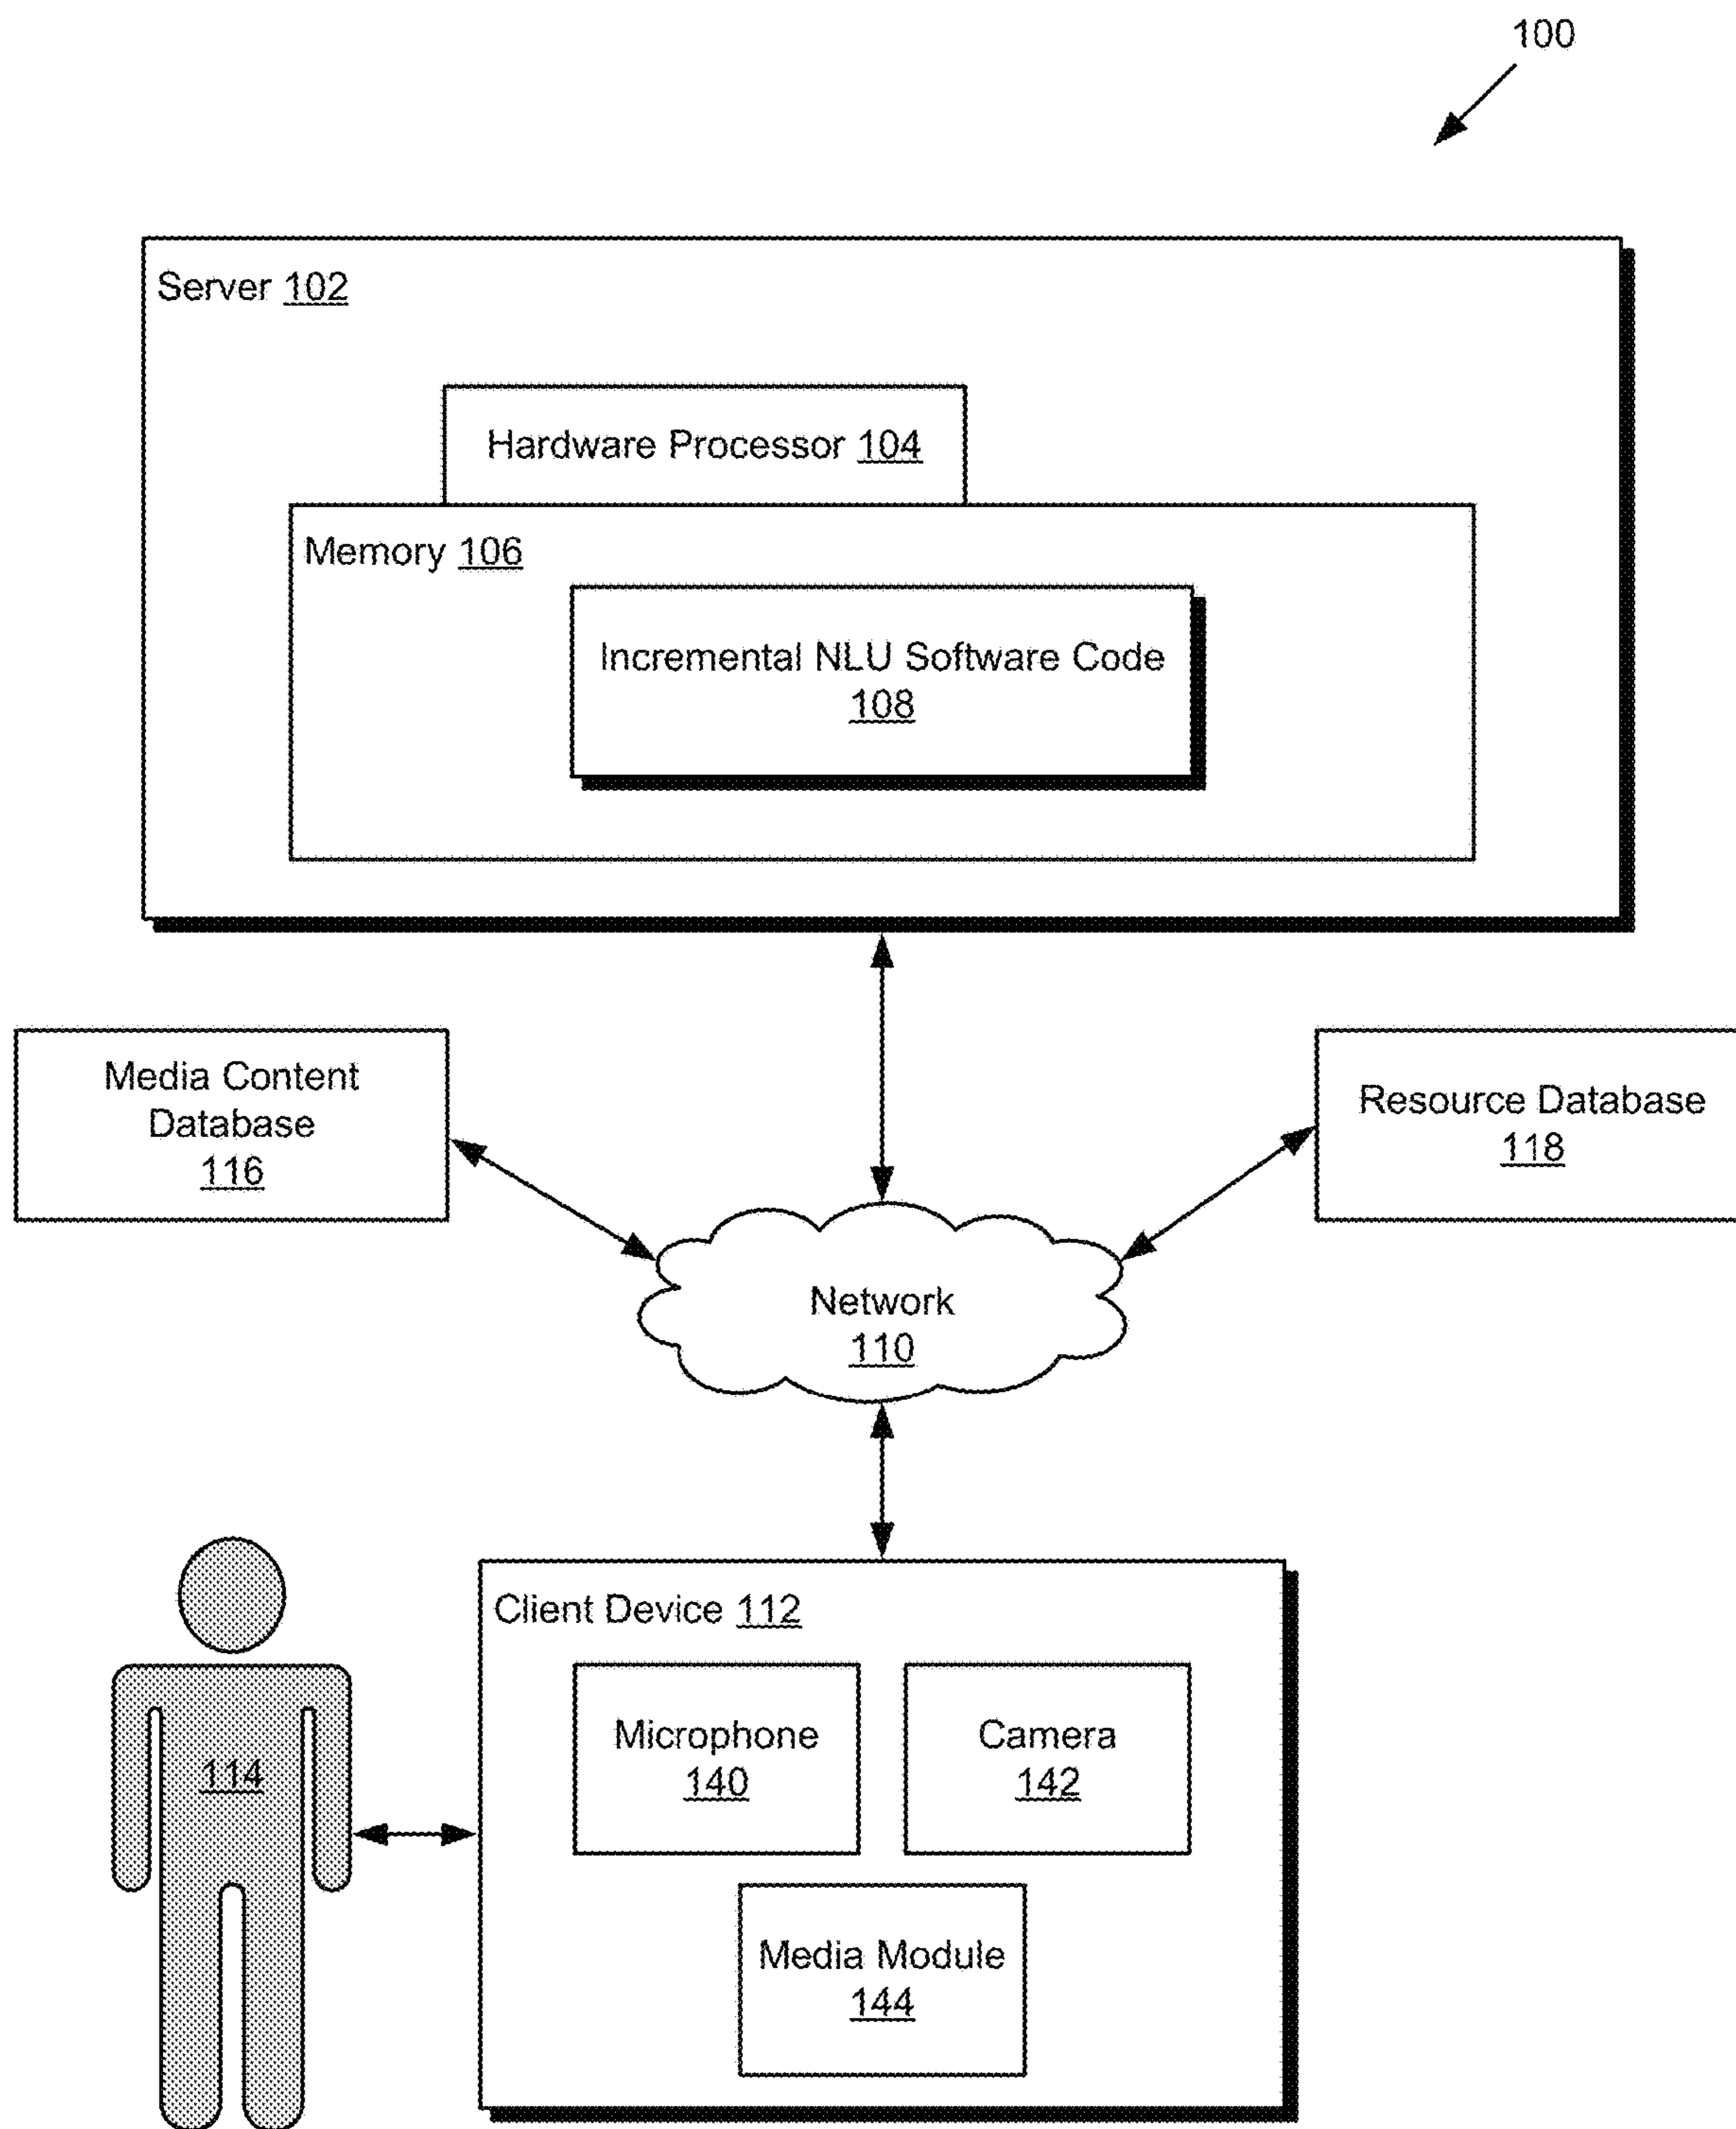 100
Server 102
Hardware Processor 104
Memory 106
Incremental NLU Software Code
108
Media Content
Database
116
Resource Database
118
Network
110
Client Device 112
114
Microphone
140
Camera
142
Media Module
144